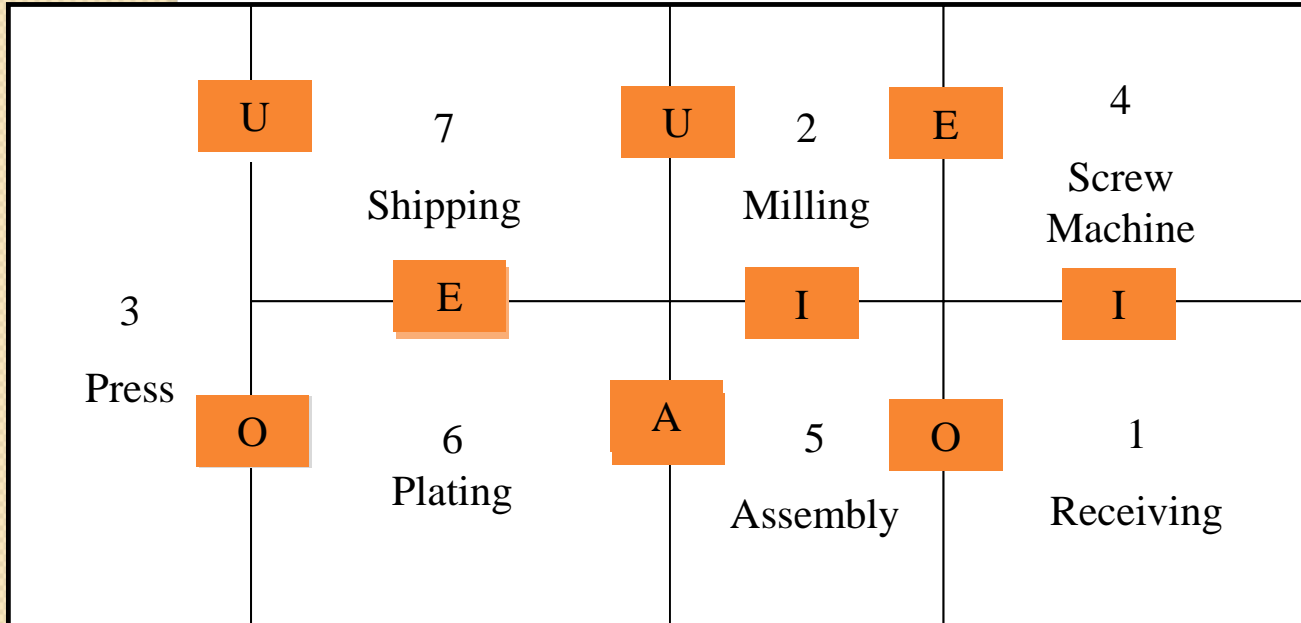 U
7
Shipping
U
2
Milling
E
4
Screw
Machine
3
Press
E
I
I
O
6
Plating
A
5
Assembly
O
1
Receiving